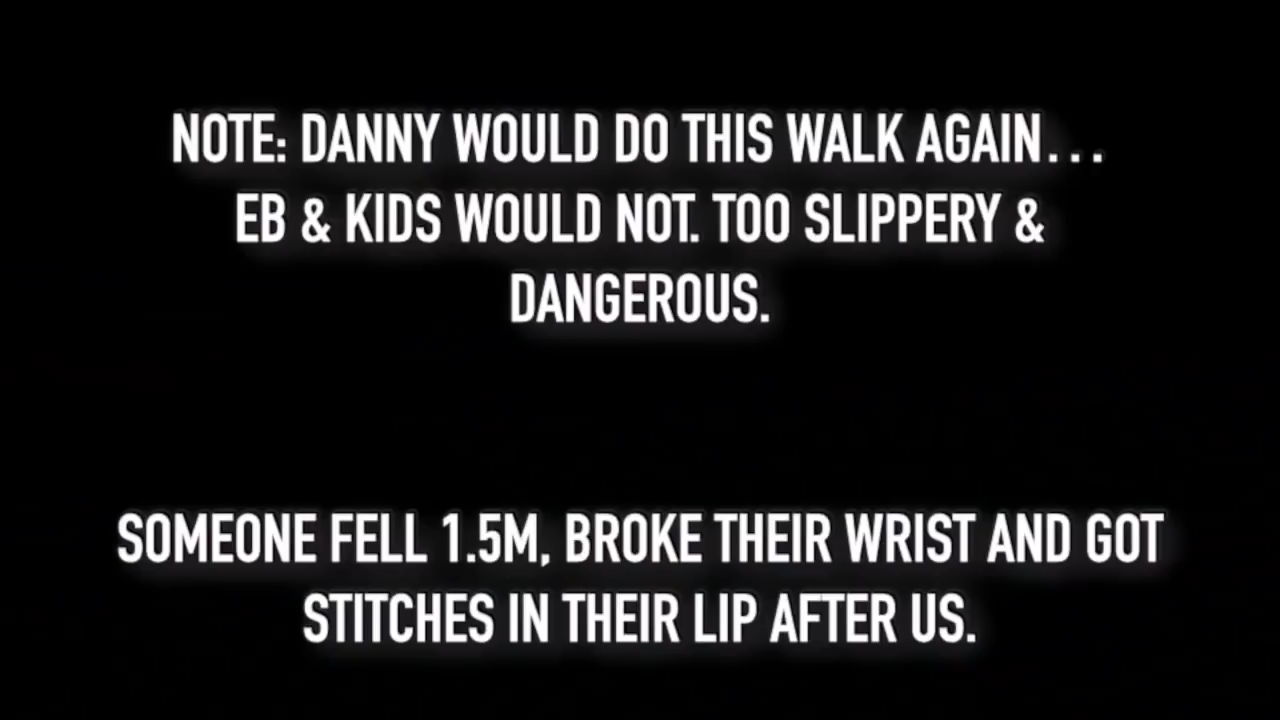 NOTE: DANNY WOULD DO THIS WALK AGAIN...
EB & KIDS WOULD NOT. TOO SLIPPERY &
DANGEROUS.
SOMEONE FELL 1.5M, BROKE THEIR WRIST AND GOT
STITCHES IN THEIR LIP AFTER US.